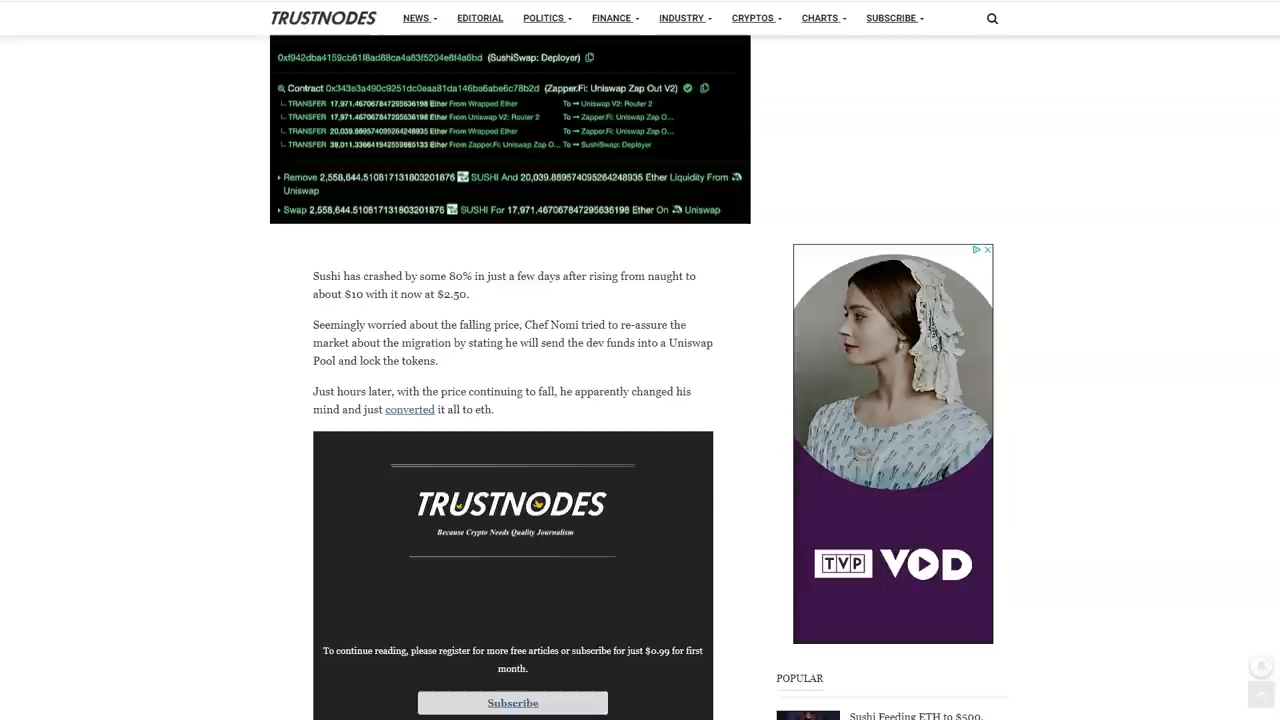 TRUSTNODES
NEWS EDITORIAL POLITICS FINANCE INDUSTRY CRYPTOS CHARTS SUBSCRIBE
0xf942dba4159cb61f8ad88ca4a83f5204e8f4a6bd (SushiSwap: Deployer)
Contract 0x343e3a490c9251dc0eaa81da146ba6abe6c78b2d (Zapper.Fi: Uniswap Zap Out V2)
TRANSFER 17,971.467067847295636198 Ether From Wrapped Ether To → Uniswap V2: Router 2
TRANSFER 17,971.467067847295636198 Ether From Uniswap V2: Router 2 To → Zapper.Fi: Uniswap Zap O...
TRANSFER 20,039.869574095264248935 Ether From Wrapped Ether To → Zapper.Fi: Uniswap Zap O...
TRANSFER 38,011.336641942559885133 Ether From Zapper.Fi: Uniswap Zap O... To → SushiSwap: Deployer
Remove 2,558,644.510817131803201876 SUSHI And 20,039.869574095264248935 Ether Liquidity From
Uniswap
Swap 2,558,644.510817131803201876 SUSHI For 17,971.467067847295636198 Ether On Uniswap
Sushi has crashed by some 80% in just a few days after rising from naught to
about $10 with it now at $2.50.
Seemingly worried about the falling price, Chef Nomi tried to re-assure the
market about the migration by stating he will send the dev funds into a Uniswap
Pool and lock the tokens.
Just hours later, with the price continuing to fall, he apparently changed his
mind and just converted it all to eth.
TRUSTNODES
Because Crypto Needs Quality Journalism
To continue reading, please register for more free articles or subscribe for just $0.99 for first
month.
Subscribe
TVP VOD
POPULAR
Sushi Feeding ETH to $500,